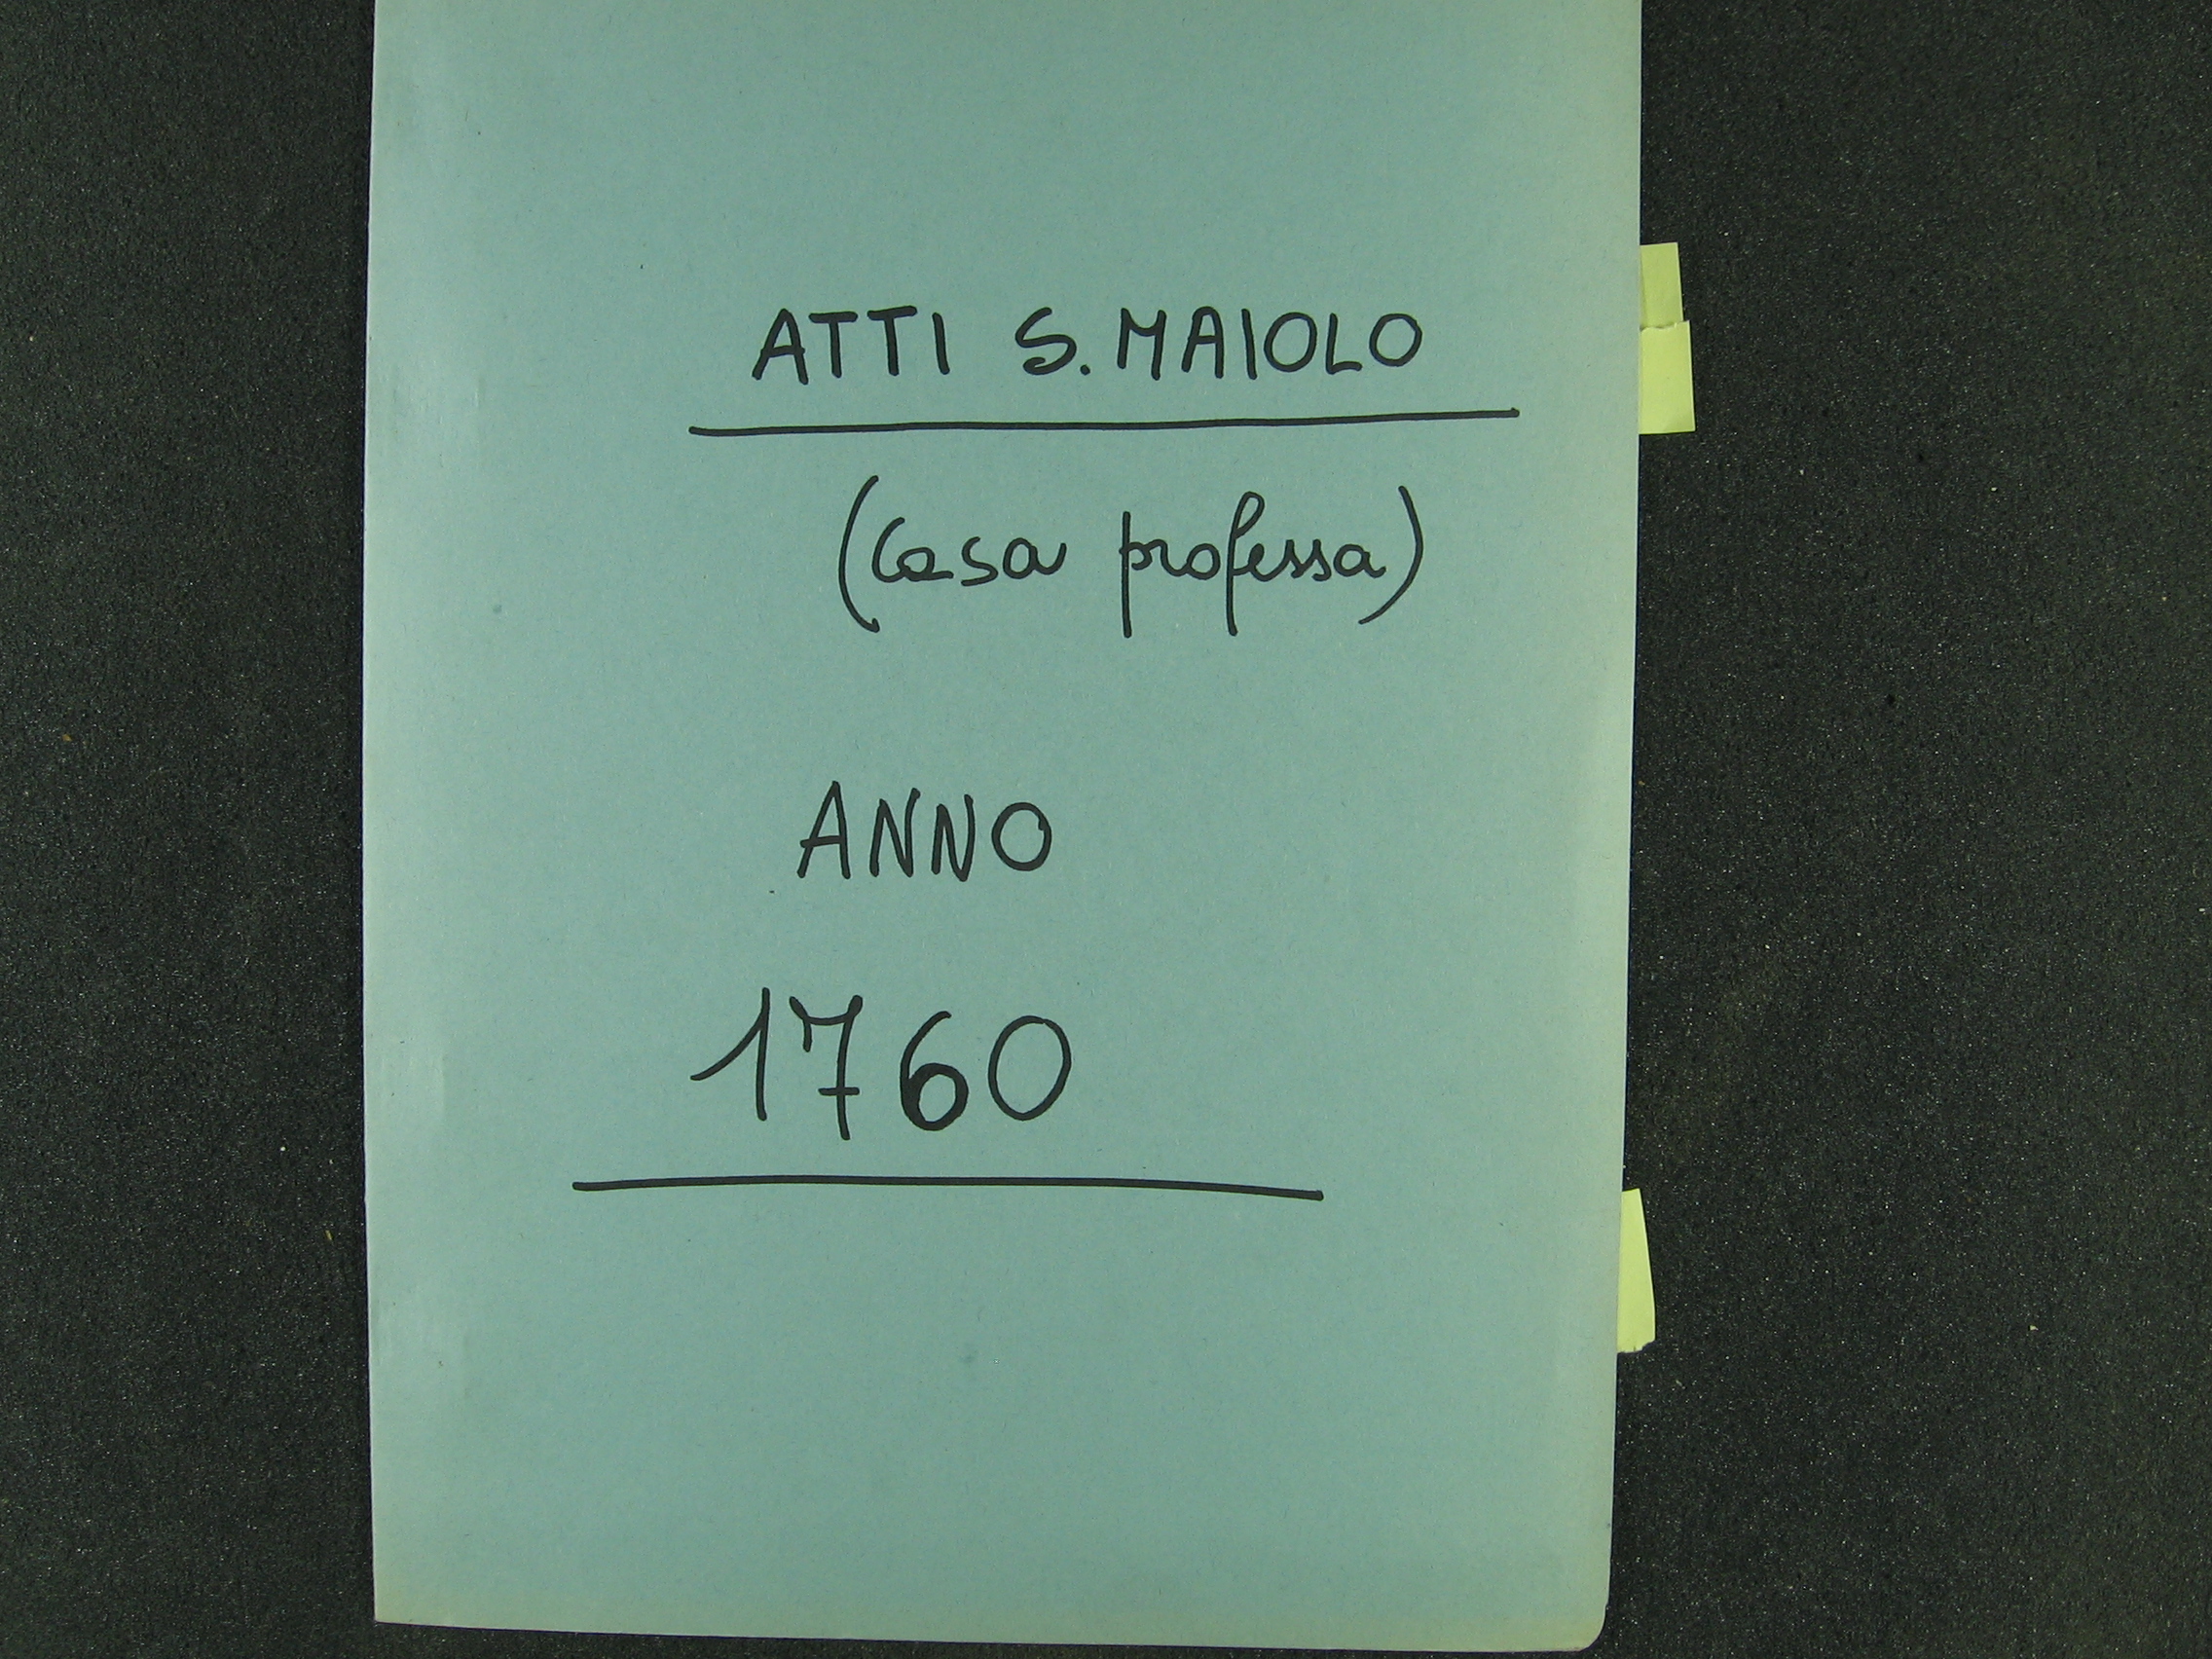 ATTI S. MAIOLO
(Casa professa)
ANNO
1760